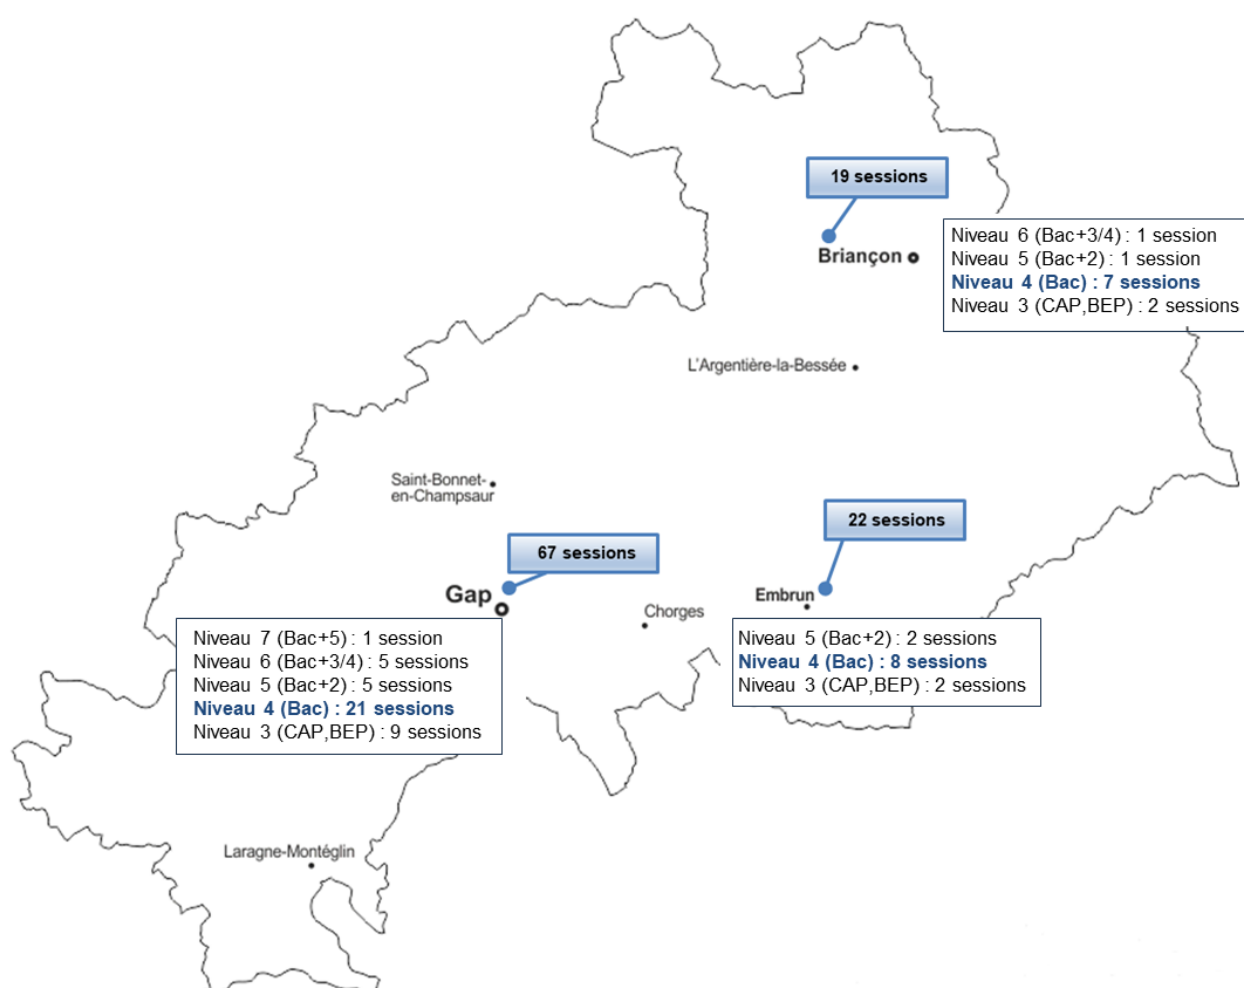 19 sessions
Briançon
Niveau 6 (Bac+3/4) : 1 session
Niveau 5 (Bac+2) : 1 session
Niveau 4 (Bac) : 7 sessions
Niveau 3 (CAP,BEP) : 2 sessions
L'Argentière-la-Bessée
Saint-Bonnet-
en-Champsaur
22 sessions
67 sessions
Gap
Chorges
Embrun
Niveau 7 (Bac+5) : 1 session
Niveau 6 (Bac+3/4) : 5 sessions
Niveau 5 (Bac+2) : 5 sessions
Niveau 4 (Bac) : 21 sessions
Niveau 3 (CAP,BEP) : 9 sessions
Niveau 5 (Bac+2) : 2 sessions
Niveau 4 (Bac) : 8 sessions
Niveau 3 (CAP,BEP) : 2 sessions
Laragne-Montéglin